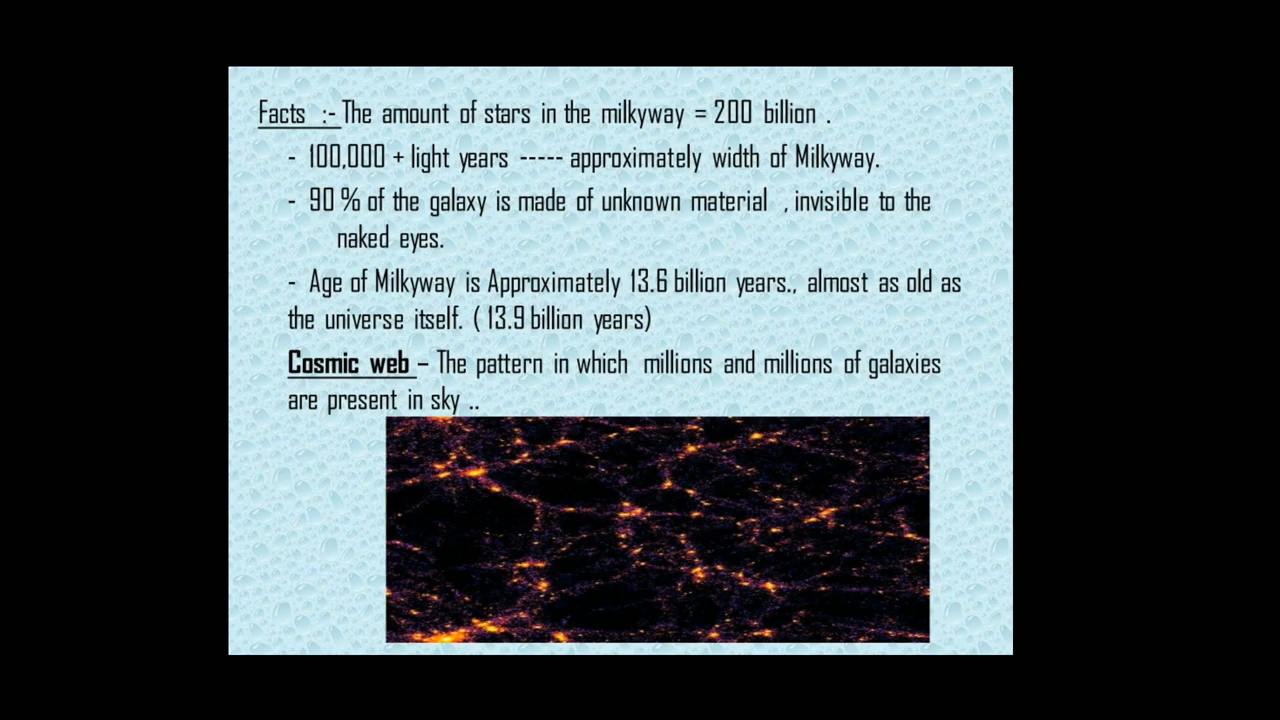 Facts :- The amount of stars in the milkyway = 200 billion .
- 100,000 + light years ----- approximately width of Milkyway.
- 90 % of the galaxy is made of unknown material , invisible to the
naked eyes.
- Age of Milkyway is Approximately 13.6 billion years., almost as old as
the universe itself. ( 13.9 billion years)
Cosmic web – The pattern in which millions and millions of galaxies
are present in sky ..